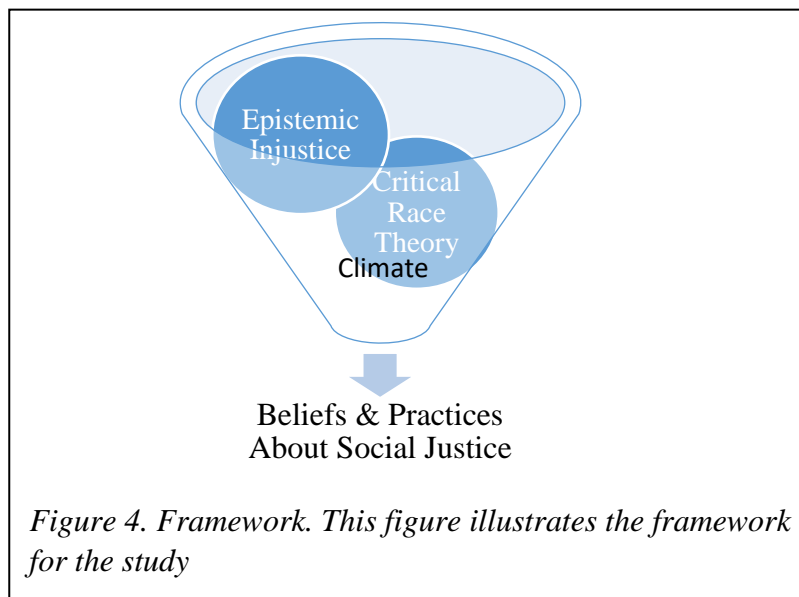 Epistemic
Injustice
Critical
Race
Theory
Climate
Beliefs & Practices
About Social Justice
Figure 4. Framework. This figure illustrates the framework
for the study